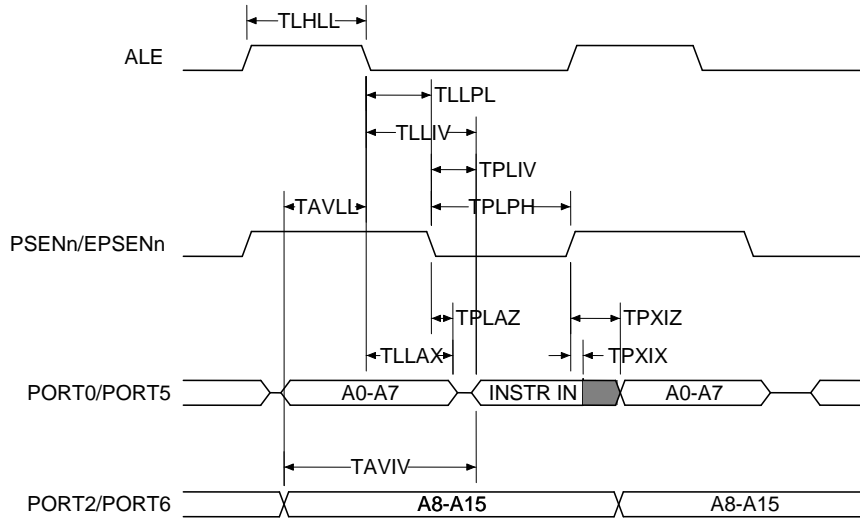 TLHLL
ALE
TLLPL
TLLIV
TPLIV
TAVLL
TPLPH
PSENn/EPSENn
TPLAZ
TPXIZ
TLLAX
TPXIX
PORT0/PORT5
A0-A7
INSTR IN
A0-A7
TAVIV
PORT2/PORT6
A8-A15
A8-A15